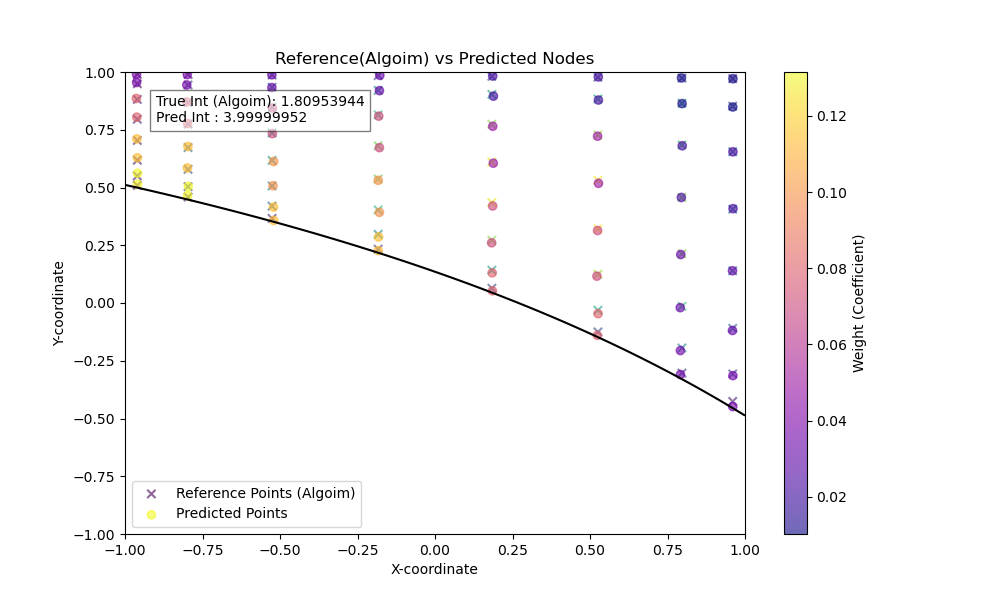 Reference(Algoim) vs Predicted Nodes
True Int (Algoim): 1.80953944
Pred Int : 3.99999952
1.00
0.75
0.50
0.25
0.00
−0.25
−0.50
−0.75
−1.00
Y-coordinate
Reference Points (Algoim)
Predicted Points
−1.00 −0.75 −0.50 −0.25 0.00 0.25 0.50 0.75 1.00
X-coordinate
0.12
0.10
0.08
0.06
0.04
0.02
Weight (Coefficient)